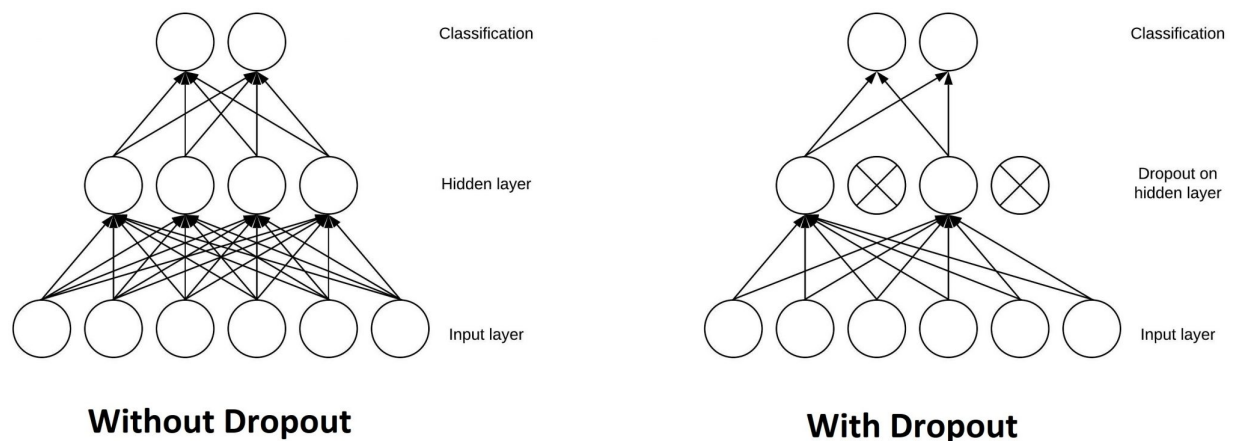 Classification
Hidden layer
Input layer
Without Dropout
Classification
Dropout on
hidden layer
Input layer
With Dropout